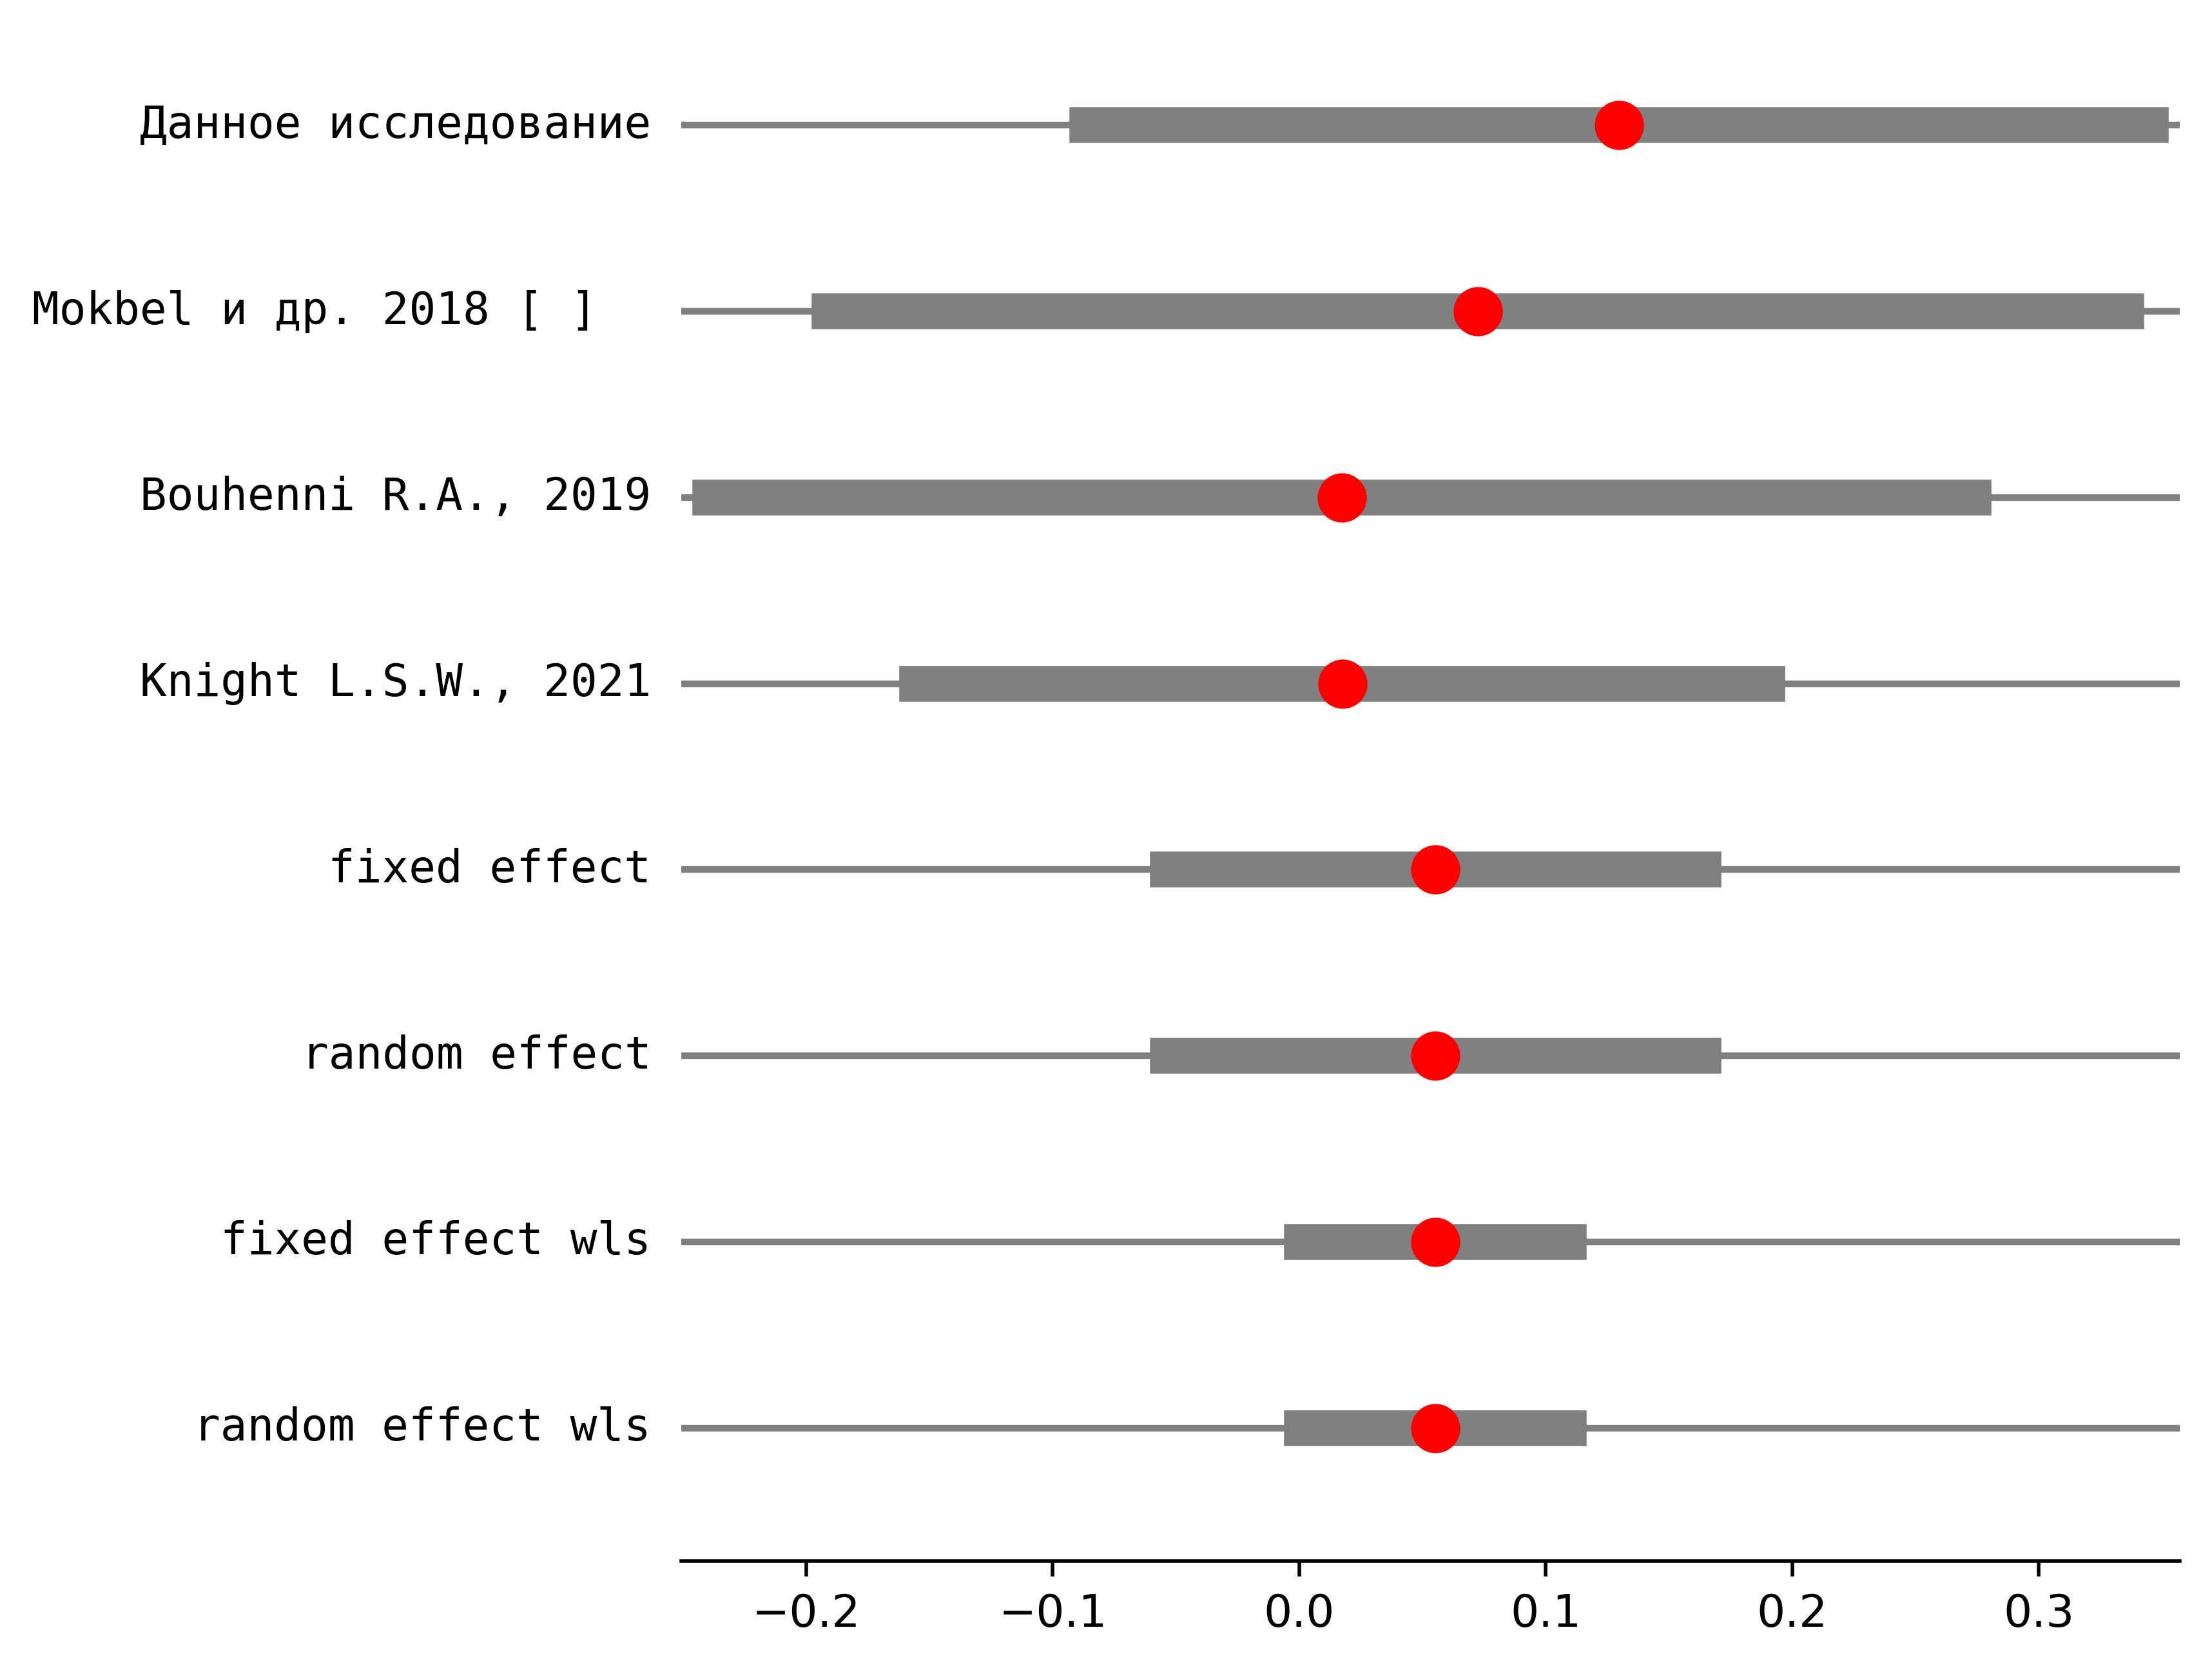 Данное исследование
Mokbel и др. 2018 [ ]
Bouhenni R.A., 2019
Knight L.S.W., 2021
fixed effect
random effect
fixed effect wls
random effect wls
−0.2 −0.1 0.0 0.1 0.2 0.3